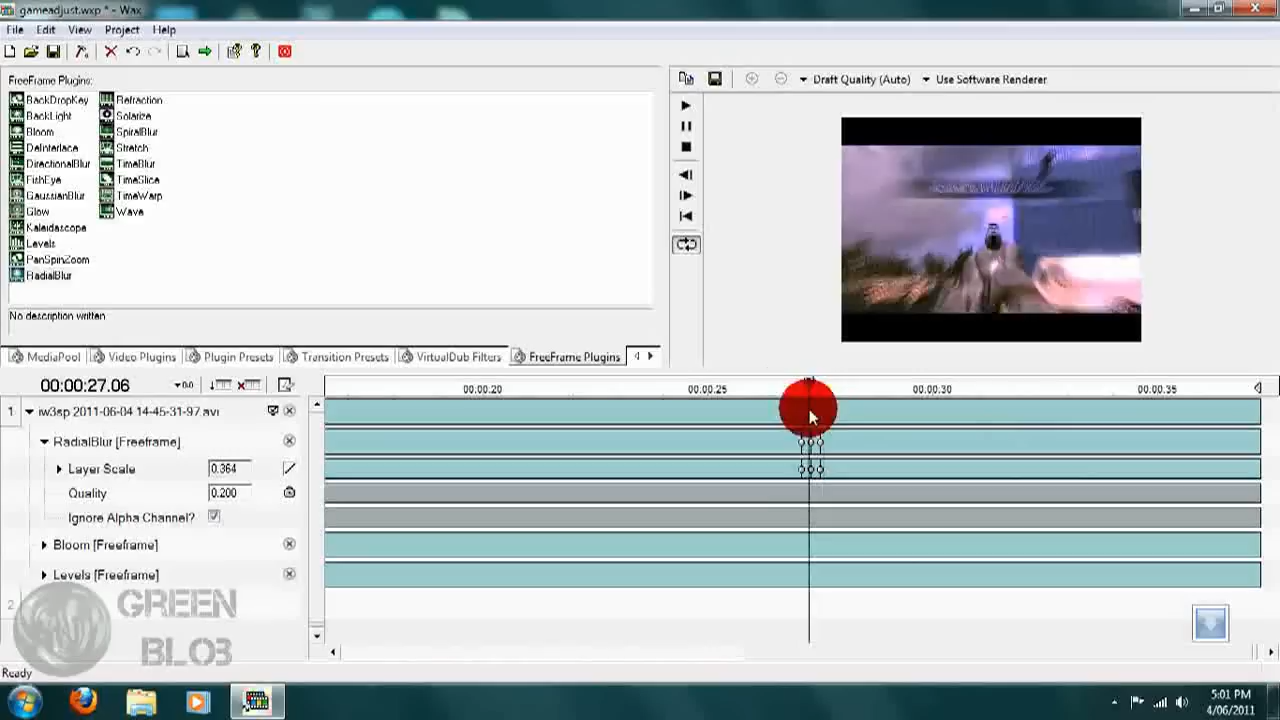 gameadjust.wxp * - Wax
File Edit View Project Help
FreeFrame Plugins:
BackDropKey Refraction
BackLight Solarize
Bloom SpiralBlur
DeInterlace Stretch
DirectionalBlur TimeBlur
FishEye TimeSlice
GaussianBlur TimeWarp
Glow Wave
Kaleidascope
Levels
PanSpinZoom
RadialBlur
No description written
Draft Quality (Auto) Use Software Renderer
MediaPool Video Plugins Plugin Presets Transition Presets VirtualDub Filters FreeFrame Plugins
00:00:27.06 0.0 00:00:20 00:00:25 00:00:30 00:00:35
1 iw3sp 2011-06-04 14-45-31-97.avi
RadialBlur [Freeframe]
Layer Scale 0.364
Quality 0.200
Ignore Alpha Channel?
Bloom [Freeframe]
Levels [Freeframe]
2
GREEN
BLO3
Ready
5:01 PM
4/06/2011